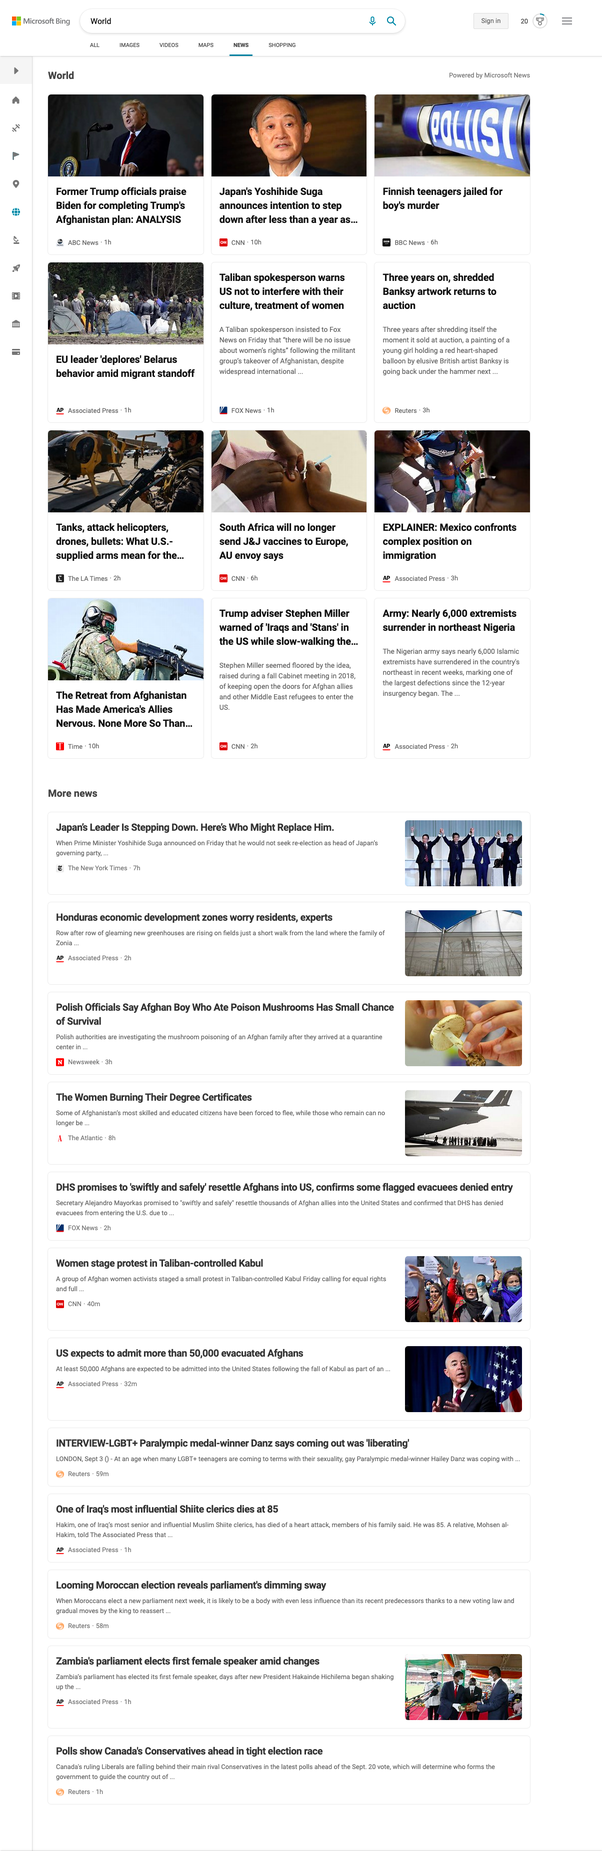 Microsoft Bing
World
Sign in
20
ALL IMAGES VIDEOS MAPS NEWS SHOPPING
World
Powered by Microsoft News
Former Trump officials praise
Biden for completing Trump's
Afghanistan plan: ANALYSIS
ABC News · 1h
Japan's Yoshihide Suga
announces intention to step
down after less than a year as...
CNN · 10h
POLIISI
Finnish teenagers jailed for
boy's murder
BBC News · 6h
EU leader 'deplores' Belarus
behavior amid migrant standoff
AP Associated Press · 1h
Taliban spokesperson warns
US not to interfere with their
culture, treatment of women
A Taliban spokesperson insisted to Fox
News on Friday that "there will be no issue
about women's rights" following the militant
group's takeover of Afghanistan, despite
widespread international ...
FOX News · 1h
Three years on, shredded
Banksy artwork returns to
auction
Three years after shredding itself the
moment it sold at auction, a painting of a
young girl holding a red heart-shaped
balloon by elusive British artist Banksy is
going back under the hammer next ...
Reuters · 3h
Tanks, attack helicopters,
drones, bullets: What U.S.-
supplied arms mean for the...
The LA Times · 2h
South Africa will no longer
send J&J vaccines to Europe,
AU envoy says
CNN · 6h
EXPLAINER: Mexico confronts
complex position on
immigration
AP Associated Press · 3h
The Retreat from Afghanistan
Has Made America's Allies
Nervous. None More So Than...
Time · 10h
Trump adviser Stephen Miller
warned of 'Iraqs and 'Stans' in
the US while slow-walking the...
Stephen Miller seemed floored by the idea,
raised during a fall Cabinet meeting in 2018,
of keeping open the doors for Afghan allies
and other Middle East refugees to enter the
US.
CNN · 2h
Army: Nearly 6,000 extremists
surrender in northeast Nigeria
The Nigerian army says nearly 6,000 Islamic
extremists have surrendered in the country's
northeast in recent weeks, marking one of
the largest defections since the 12-year
insurgency began. The ...
AP Associated Press · 2h
More news
Japan's Leader Is Stepping Down. Here's Who Might Replace Him.
When Prime Minister Yoshihide Suga announced on Friday that he would not seek re-election as head of Japan's
governing party, ...
The New York Times · 7h
Honduras economic development zones worry residents, experts
Row after row of gleaming new greenhouses are rising on fields just a short walk from the land where the family of
Zonia ...
AP Associated Press · 2h
Polish Officials Say Afghan Boy Who Ate Poison Mushrooms Has Small Chance
of Survival
Polish authorities are investigating the mushroom poisoning of an Afghan family after they arrived at a quarantine
center in ...
Newsweek · 3h
The Women Burning Their Degree Certificates
Some of Afghanistan's most skilled and educated citizens have been forced to flee, while those who remain can no
longer be ...
The Atlantic · 8h
DHS promises to 'swiftly and safely' resettle Afghans into US, confirms some flagged evacuees denied entry
Secretary Alejandro Mayorkas promised to "swiftly and safely" resettle thousands of Afghan allies into the United States and confirmed that DHS has denied
evacuees from entering the U.S. due to ...
FOX News · 2h
Women stage protest in Taliban-controlled Kabul
A group of Afghan women activists staged a small protest in Taliban-controlled Kabul Friday calling for equal rights
and full ...
CNN · 40m
US expects to admit more than 50,000 evacuated Afghans
At least 50,000 Afghans are expected to be admitted into the United States following the fall of Kabul as part of an ...
AP Associated Press · 32m
INTERVIEW-LGBT+ Paralympic medal-winner Danz says coming out was 'liberating'
LONDON, Sept 3 () - At an age when many LGBT+ teenagers are coming to terms with their sexuality, gay Paralympic medal-winner Hailey Danz was coping with ...
Reuters · 59m
One of Iraq's most influential Shiite clerics dies at 85
Hakim, one of Iraq's most senior and influential Muslim Shiite clerics, has died of a heart attack, members of his family said. He was 85. A relative, Mohsen al-
Hakim, told The Associated Press that ...
AP Associated Press · 1h
Looming Moroccan election reveals parliament's dimming sway
When Moroccans elect a new parliament next week, it is likely to be a body with even less influence than its recent predecessors thanks to a new voting law and
gradual moves by the king to reassert ...
Reuters · 58m
Zambia's parliament elects first female speaker amid changes
Zambia's parliament has elected its first female speaker, days after new President Hakainde Hichilema began shaking
up the ...
AP Associated Press · 1h
Polls show Canada's Conservatives ahead in tight election race
Canada's ruling Liberals are falling behind their main rival Conservatives in the latest polls ahead of the Sept. 20 vote, which will determine who forms the
government to guide the country out of ...
Reuters · 1h